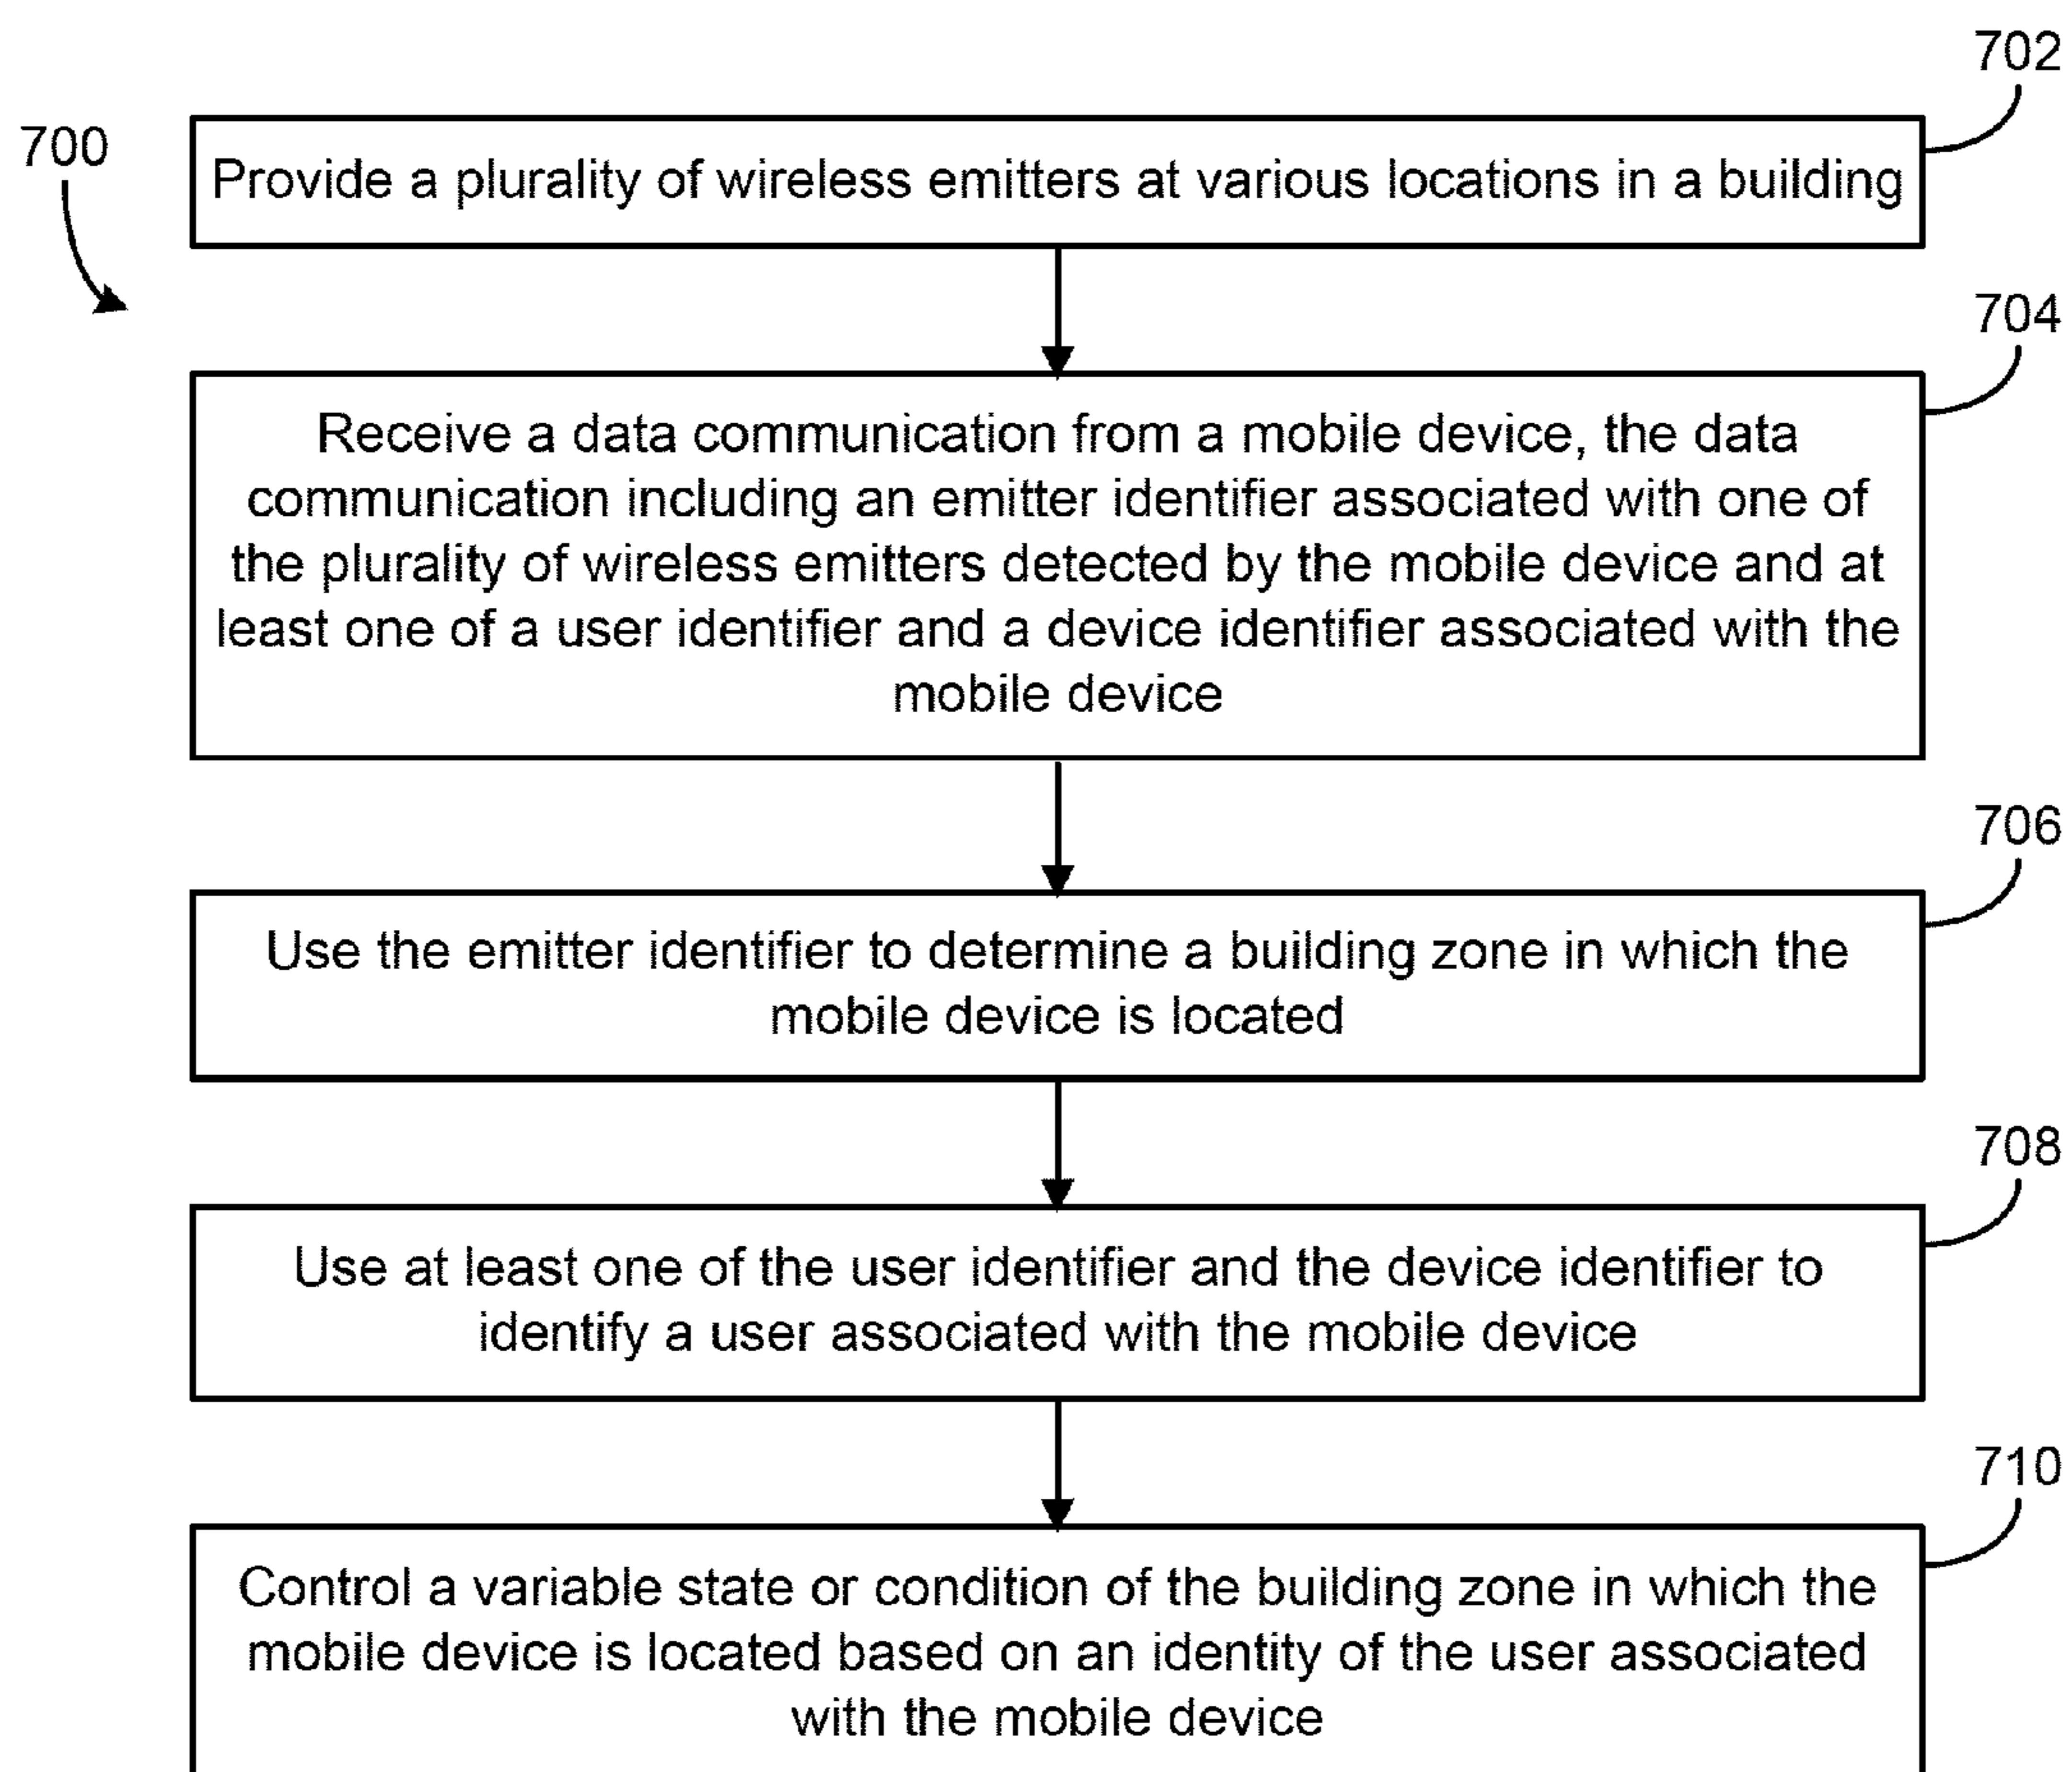 702
700
Provide a plurality of wireless emitters at various locations in a building
704
Receive a data communication from a mobile device, the data
communication including an emitter identifier associated with one of
the plurality of wireless emitters detected by the mobile device and at
least one of a user identifier and a device identifier associated with the
mobile device
706
Use the emitter identifier to determine a building zone in which the
mobile device is located
708
Use at least one of the user identifier and the device identifier to
identify a user associated with the mobile device
710
Control a variable state or condition of the building zone in which the
mobile device is located based on an identity of the user associated
with the mobile device